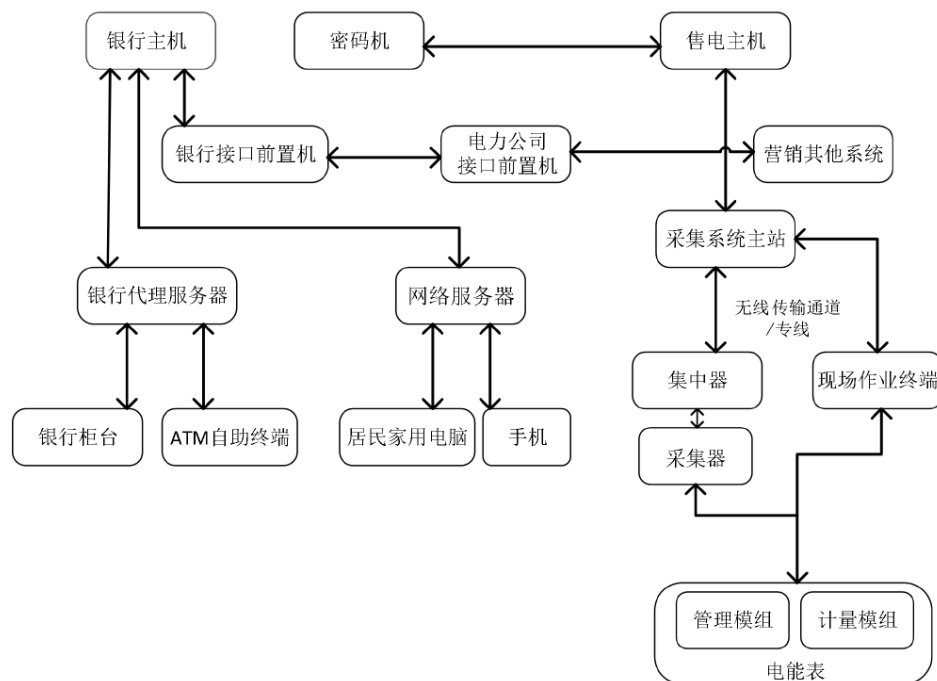 银行主机
密码机
售电主机
银行接口前置机
电力公司
接口前置机
营销其他系统
采集系统主站
银行代理服务器
网络服务器
无线传输通道
/专线
集中器
现场作业终端
银行柜台
ATM自助终端
居民家用电脑
手机
采集器
管理模组
计量模组
电能表